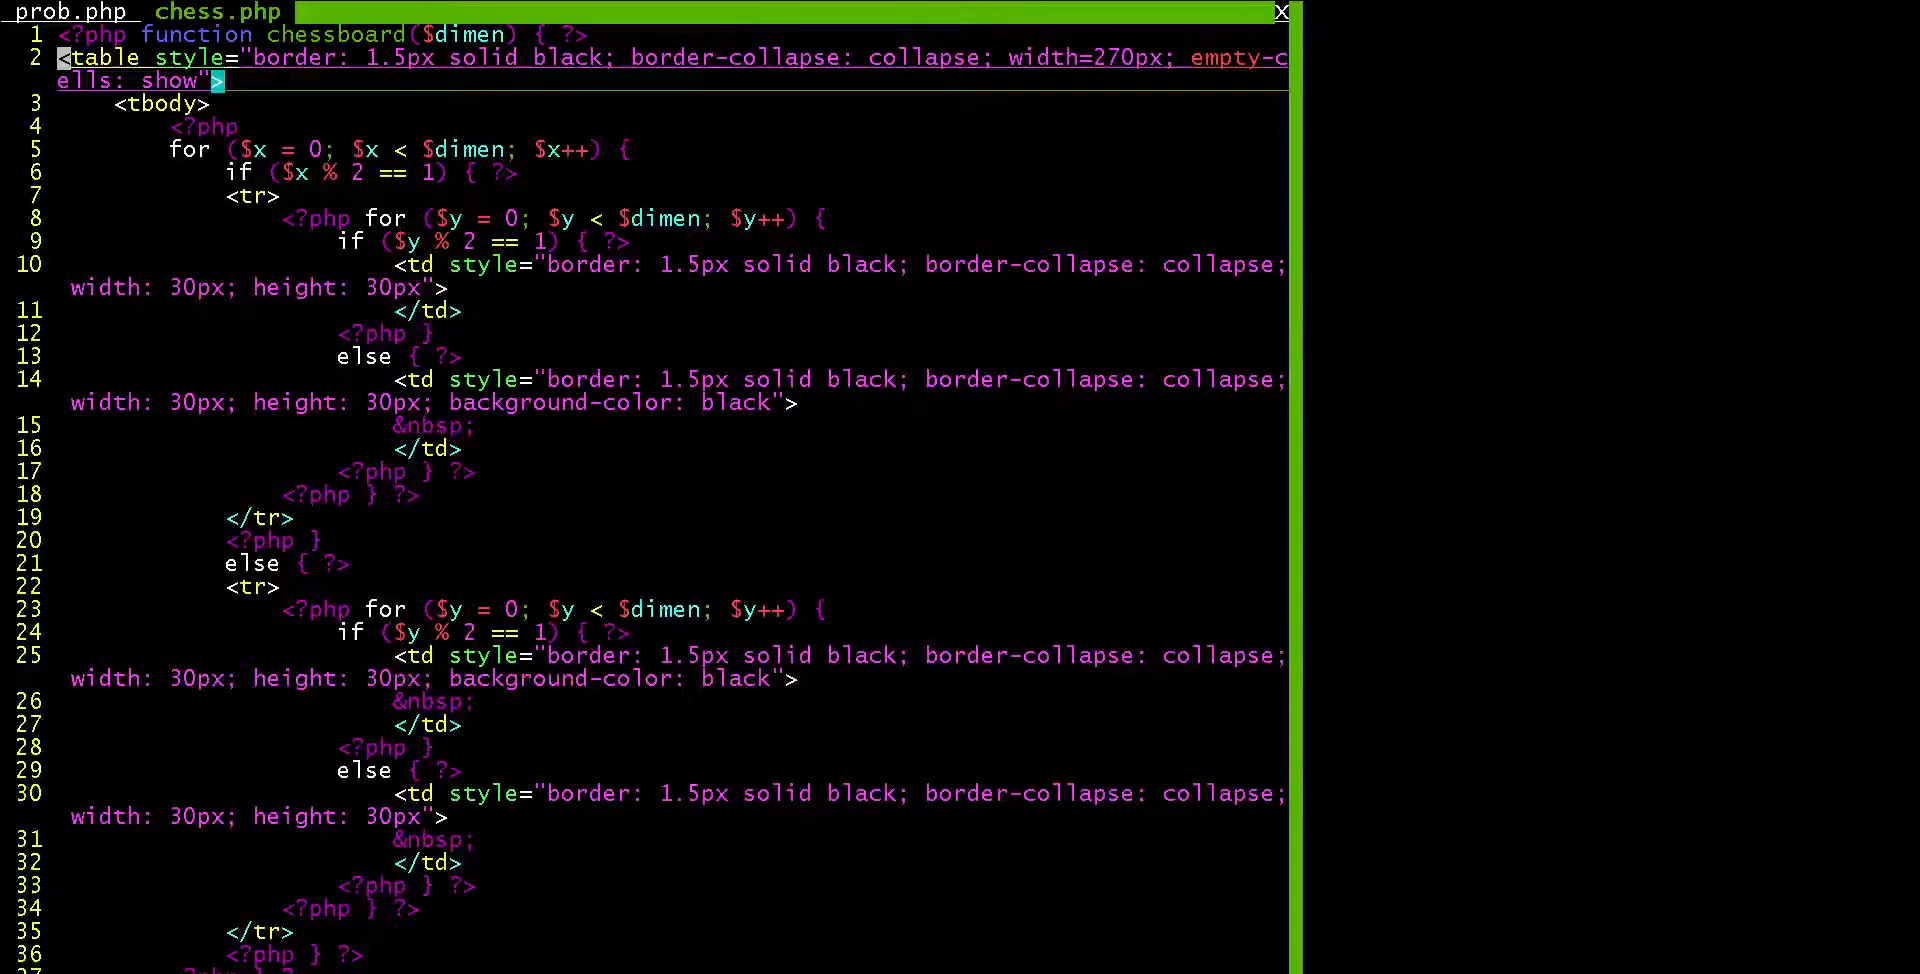 prob.php  chess.php X
1 <?php function chessboard($dimen) { ?>
2 <table style="border: 1.5px solid black; border-collapse: collapse; width=270px; empty-c
ells: show">
3     <tbody>
4         <?php
5         for ($x = 0; $x < $dimen; $x++) {
6             if ($x % 2 == 1) { ?>
7             <tr>
8                 <?php for ($y = 0; $y < $dimen; $y++) {
9                     if ($y % 2 == 1) { ?>
10                         <td style="border: 1.5px solid black; border-collapse: collapse;
width: 30px; height: 30px">
11                         </td>
12                     <?php }
13                     else { ?>
14                         <td style="border: 1.5px solid black; border-collapse: collapse;
width: 30px; height: 30px; background-color: black">
15                         &nbsp;
16                         </td>
17                     <?php } ?>
18                 <?php } ?>
19             </tr>
20             <?php }
21             else { ?>
22             <tr>
23                 <?php for ($y = 0; $y < $dimen; $y++) {
24                     if ($y % 2 == 1) { ?>
25                         <td style="border: 1.5px solid black; border-collapse: collapse;
width: 30px; height: 30px; background-color: black">
26                         &nbsp;
27                         </td>
28                     <?php }
29                     else { ?>
30                         <td style="border: 1.5px solid black; border-collapse: collapse;
width: 30px; height: 30px">
31                         &nbsp;
32                         </td>
33                     <?php } ?>
34                 <?php } ?>
35             </tr>
36             <?php } ?>